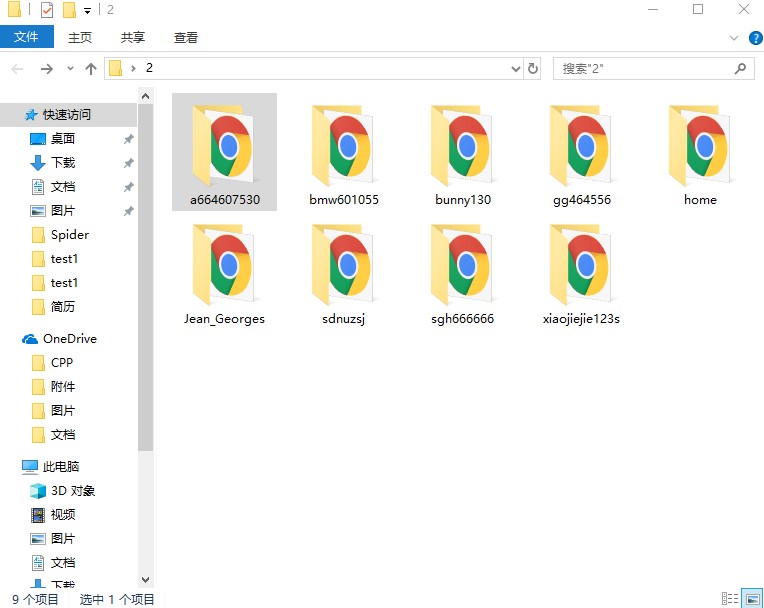 2
文件 主页 共享 查看
2
搜索"2"
快速访问
桌面
下载
文档
图片
Spider
test1
test1
简历
OneDrive
CPP
附件
图片
文档
此电脑
3D 对象
视频
图片
文档
下载
a664607530 bmw601055 bunny130 gg464556 home
Jean_Georges sdnuzsj sgh666666 xiaojiejie123s
9 个项目 选中 1 个项目